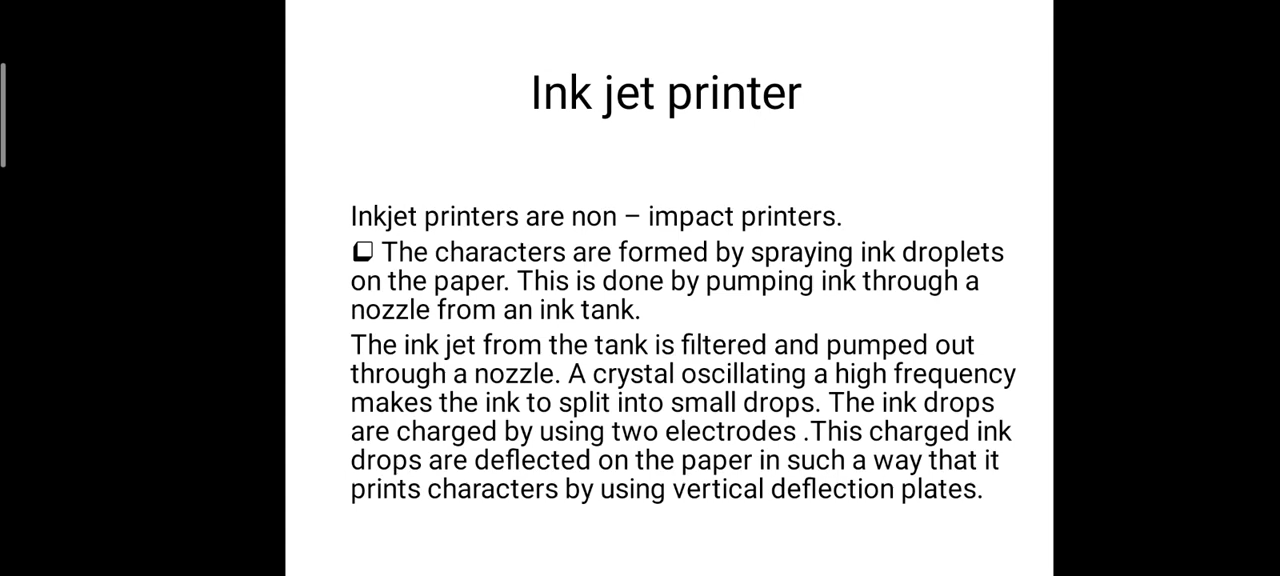 Ink jet printer
Inkjet printers are non – impact printers.
❑ The characters are formed by spraying ink droplets
on the paper. This is done by pumping ink through a
nozzle from an ink tank.
The ink jet from the tank is filtered and pumped out
through a nozzle. A crystal oscillating a high frequency
makes the ink to split into small drops. The ink drops
are charged by using two electrodes .This charged ink
drops are deflected on the paper in such a way that it
prints characters by using vertical deflection plates.